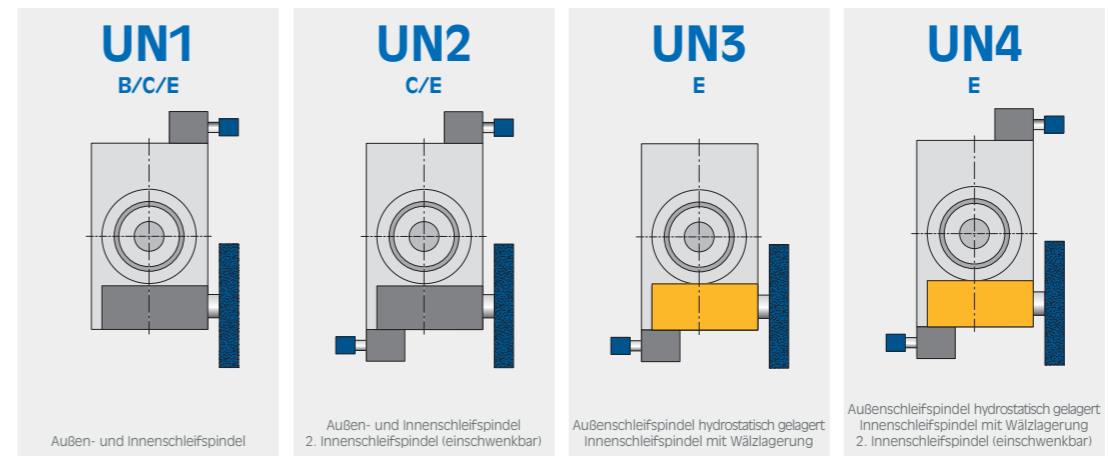 UN1
B/C/E
Außen- und Innenschleifspindel
UN2
C/E
Außen- und Innenschleifspindel
2. Innenschleifspindel (einschwenkbar)
UN3
E
Außenschleifspindel hydrostatisch gelagert
Innenschleifspindel mit Wälzlagerung
UN4
E
Außenschleifspindel hydrostatisch gelagert
Innenschleifspindel mit Wälzlagerung
2. Innenschleifspindel (einschwenkbar)